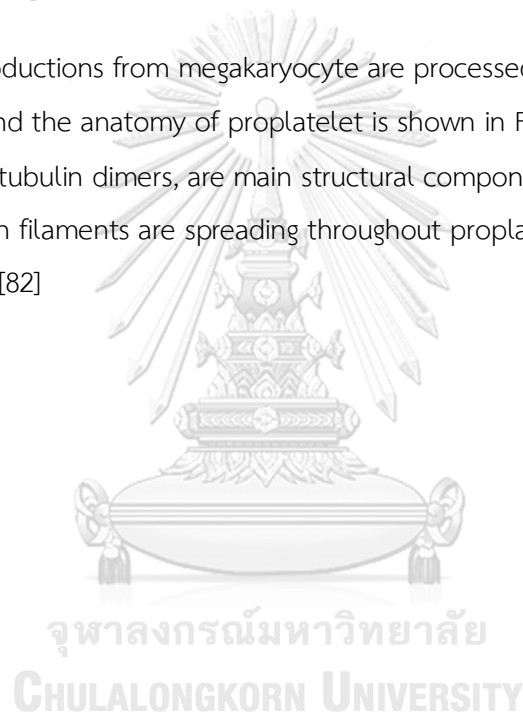 oductions from megakaryocyte are processed
nd the anatomy of proplatelet is shown in F
tubulin dimers, are main structural compon
n filaments are spreading throughout propla
[82]
จุฬาลงกรณ์มหาวิทยาลัย
CHULALONGKORN UNIVERSITY